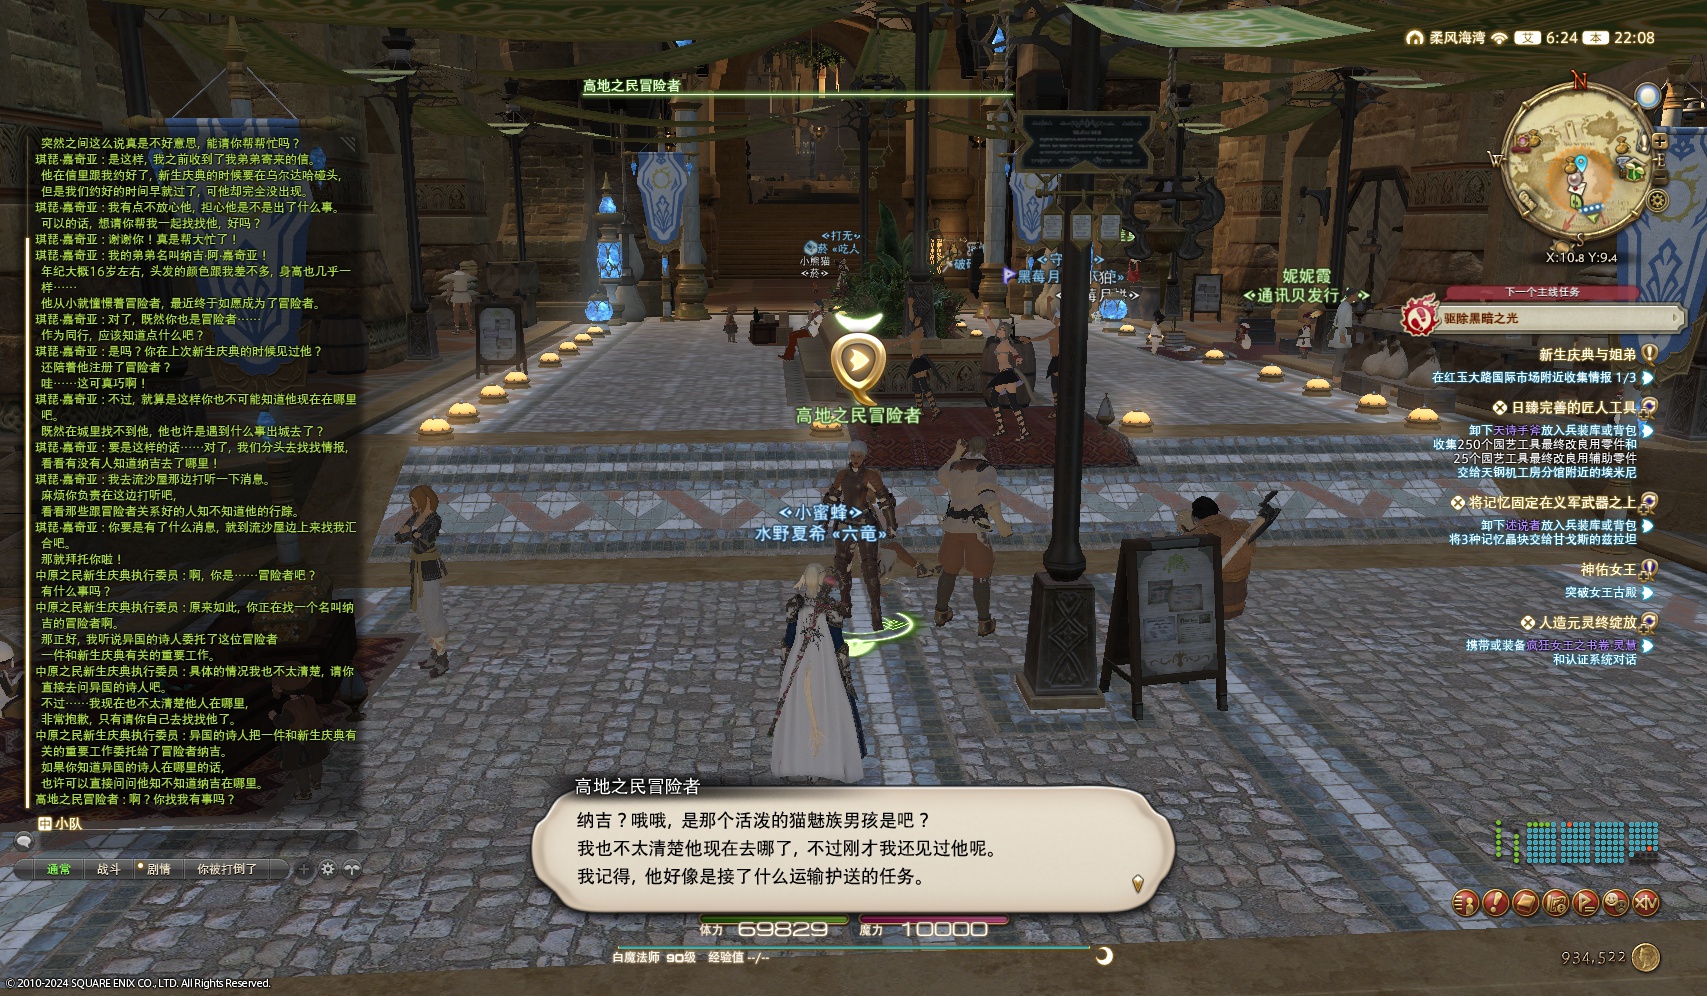 柔风海湾 艾 6:24 本 22:08
高地之民冒险者
突然之间这么说真是不好意思，能请你帮帮忙吗？
琪琵·嘉奇亚：是这样，我之前收到了我弟弟寄来的信。
他在信里跟我约好了，新生庆典的时候要在乌尔达哈碰头，
但是我们约好的时间早就过了，可他却完全没出现。
琪琵·嘉奇亚：我有点不放心他，担心他是不是出了什么事。
可以的话，想请你帮我一起找找他，好吗？
琪琵·嘉奇亚：谢谢你！真是帮大忙了！
琪琵·嘉奇亚：我的弟弟名叫纳吉·阿·嘉奇亚！
年纪大概16岁左右，头发的颜色跟我差不多，身高也几乎一
样……
他从小就憧憬着冒险者，最近终于如愿成为了冒险者。
琪琵·嘉奇亚：对了，既然你也是冒险者……
作为同行，应该知道点什么吧？
琪琵·嘉奇亚：是吗？你在上次新生庆典的时候见过他？
还陪着他注册了冒险者？
哇……这可真巧啊！
琪琵·嘉奇亚：不过，就算是这样你也不可能知道他现在在哪里
吧。
既然在城里找不到他，他也许是遇到什么事出城去了？
琪琵·嘉奇亚：要是这样的话……对了，我们分头去找找情报，
看看有没有人知道纳吉去了哪里！
琪琵·嘉奇亚：我去流沙屋那边打听一下消息。
麻烦你负责在这边打听吧，
看看那些跟冒险者关系好的人知不知道他的行踪。
琪琵·嘉奇亚：你要是有了什么消息，就到流沙屋边上来找我汇
合吧。
那就拜托你啦！
中原之民新生庆典执行委员：啊，你是……冒险者吧？
有什么事吗？
中原之民新生庆典执行委员：原来如此，你正在找一个名叫纳
吉的冒险者啊。
那正好，我听说异国的诗人委托了这位冒险者
一件和新生庆典有关的重要工作。
中原之民新生庆典执行委员：具体的情况我也不太清楚，请你
直接去问异国的诗人吧。
不过……我现在也不太清楚他人在哪里，
非常抱歉，只有请你自己去找找他了。
中原之民新生庆典执行委员：异国的诗人把一件和新生庆典有
关的重要工作委托给了冒险者纳吉。
如果你知道异国的诗人在哪里的话，
也许可以直接问问他知不知道纳吉在哪里。
高地之民冒险者：啊？你找我有事吗？
小队
通常 战斗 剧情 你被打倒了
«打无»
«吃人
小熊猫
«菸»
黑莓月
妮妮霞
«通讯贝发行
高地之民冒险者
«小蜜蜂»
水野夏希 «六竜»
N
W
S
X:10.8 Y:9.4
下一个主线任务
驱除黑暗之光
新生庆典与姐弟
在红玉大路国际市场附近收集情报 1/3
日臻完善的匠人工具
卸下天诗手斧放入兵装库或背包
收集250个园艺工具最终改良用零件和
25个园艺工具最终改良用辅助零件
交给天钢机工房分馆附近的埃米尼
将记忆固定在义军武器之上
卸下述说者放入兵装库或背包
将3种记忆晶块交给甘戈斯的兹拉坦
神佑女王
突破女王古殿
人造元灵终绽放
携带或装备疯狂女王之书卷·灵慧
和认证系统对话
高地之民冒险者
纳吉？哦哦，是那个活泼的猫魅族男孩是吧？
我也不太清楚他现在去哪了，不过刚才我还见过他呢。
我记得，他好像是接了什么运输护送的任务。
体力 69829 魔力 10000
白魔法师 90级 经验值 --/--
XIV
934,522
© 2010-2024 SQUARE ENIX CO., LTD. All Rights Reserved.